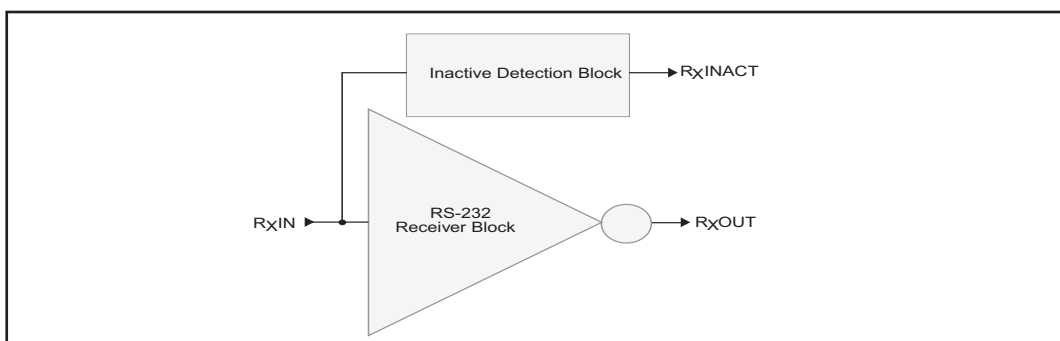 Inactive Detection Block
RXINACT
RS-232
Receiver Block
RXIN
RXOUT